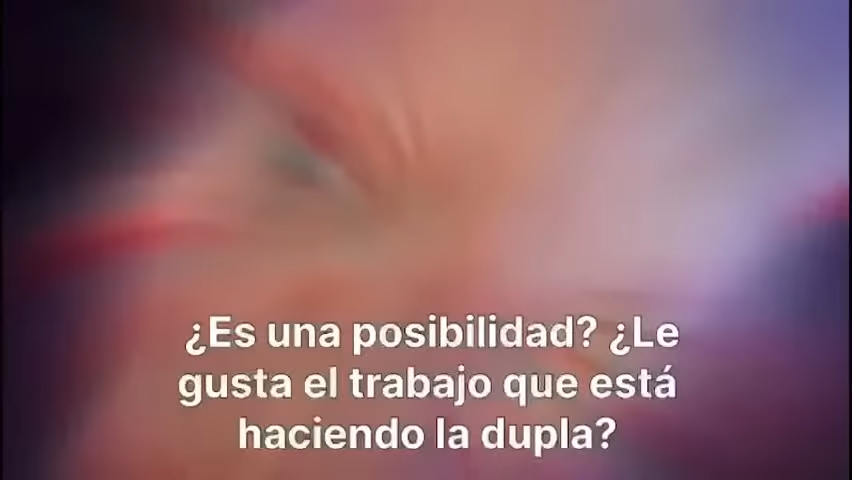 ¿Es una posibilidad? ¿Le
gusta el trabajo que está
haciendo la dupla?